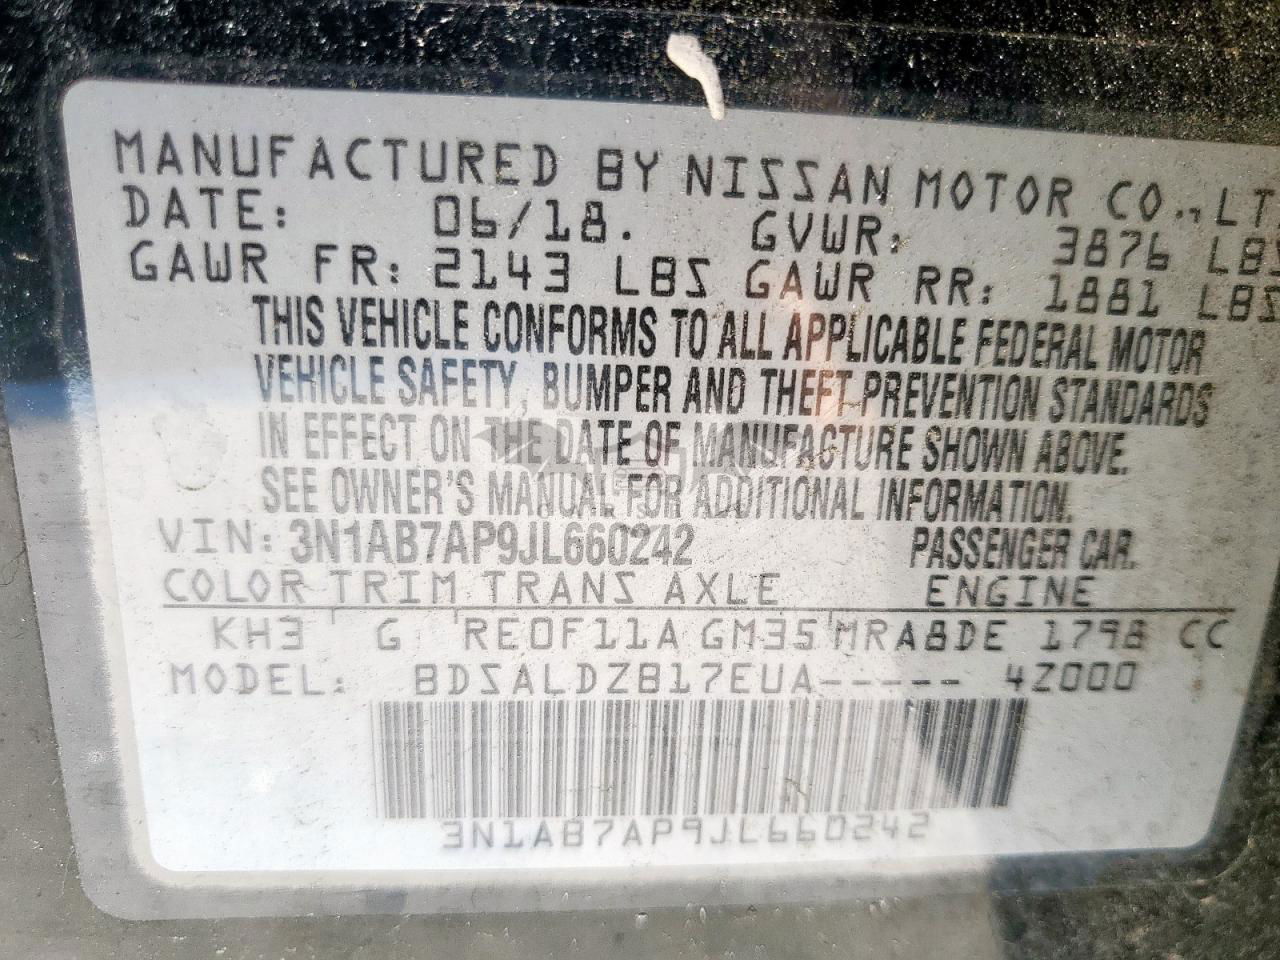 MANUFACTURED BY NISSAN MOTOR CO., LT
DATE: 06/18. GVWR: 3876 LBS
GAWR FR: 2143 LBS GAWR RR: 1881 LBS
THIS VEHICLE CONFORMS TO ALL APPLICABLE FEDERAL MOTOR
VEHICLE SAFETY, BUMPER AND THEFT PREVENTION STANDARDS
IN EFFECT ON THE DATE OF MANUFACTURE SHOWN ABOVE.
SEE OWNER'S MANUAL FOR ADDITIONAL INFORMATION.
VIN: 3N1AB7AP9JL660242 PASSENGER CAR.
COLOR TRIM TRANS AXLE ENGINE
KH3 G RE0F11A GM35 MRA8DE 1798 CC
MODEL: BDSALDZB17EUA----- 4Z000
3N1AB7AP9JL660242